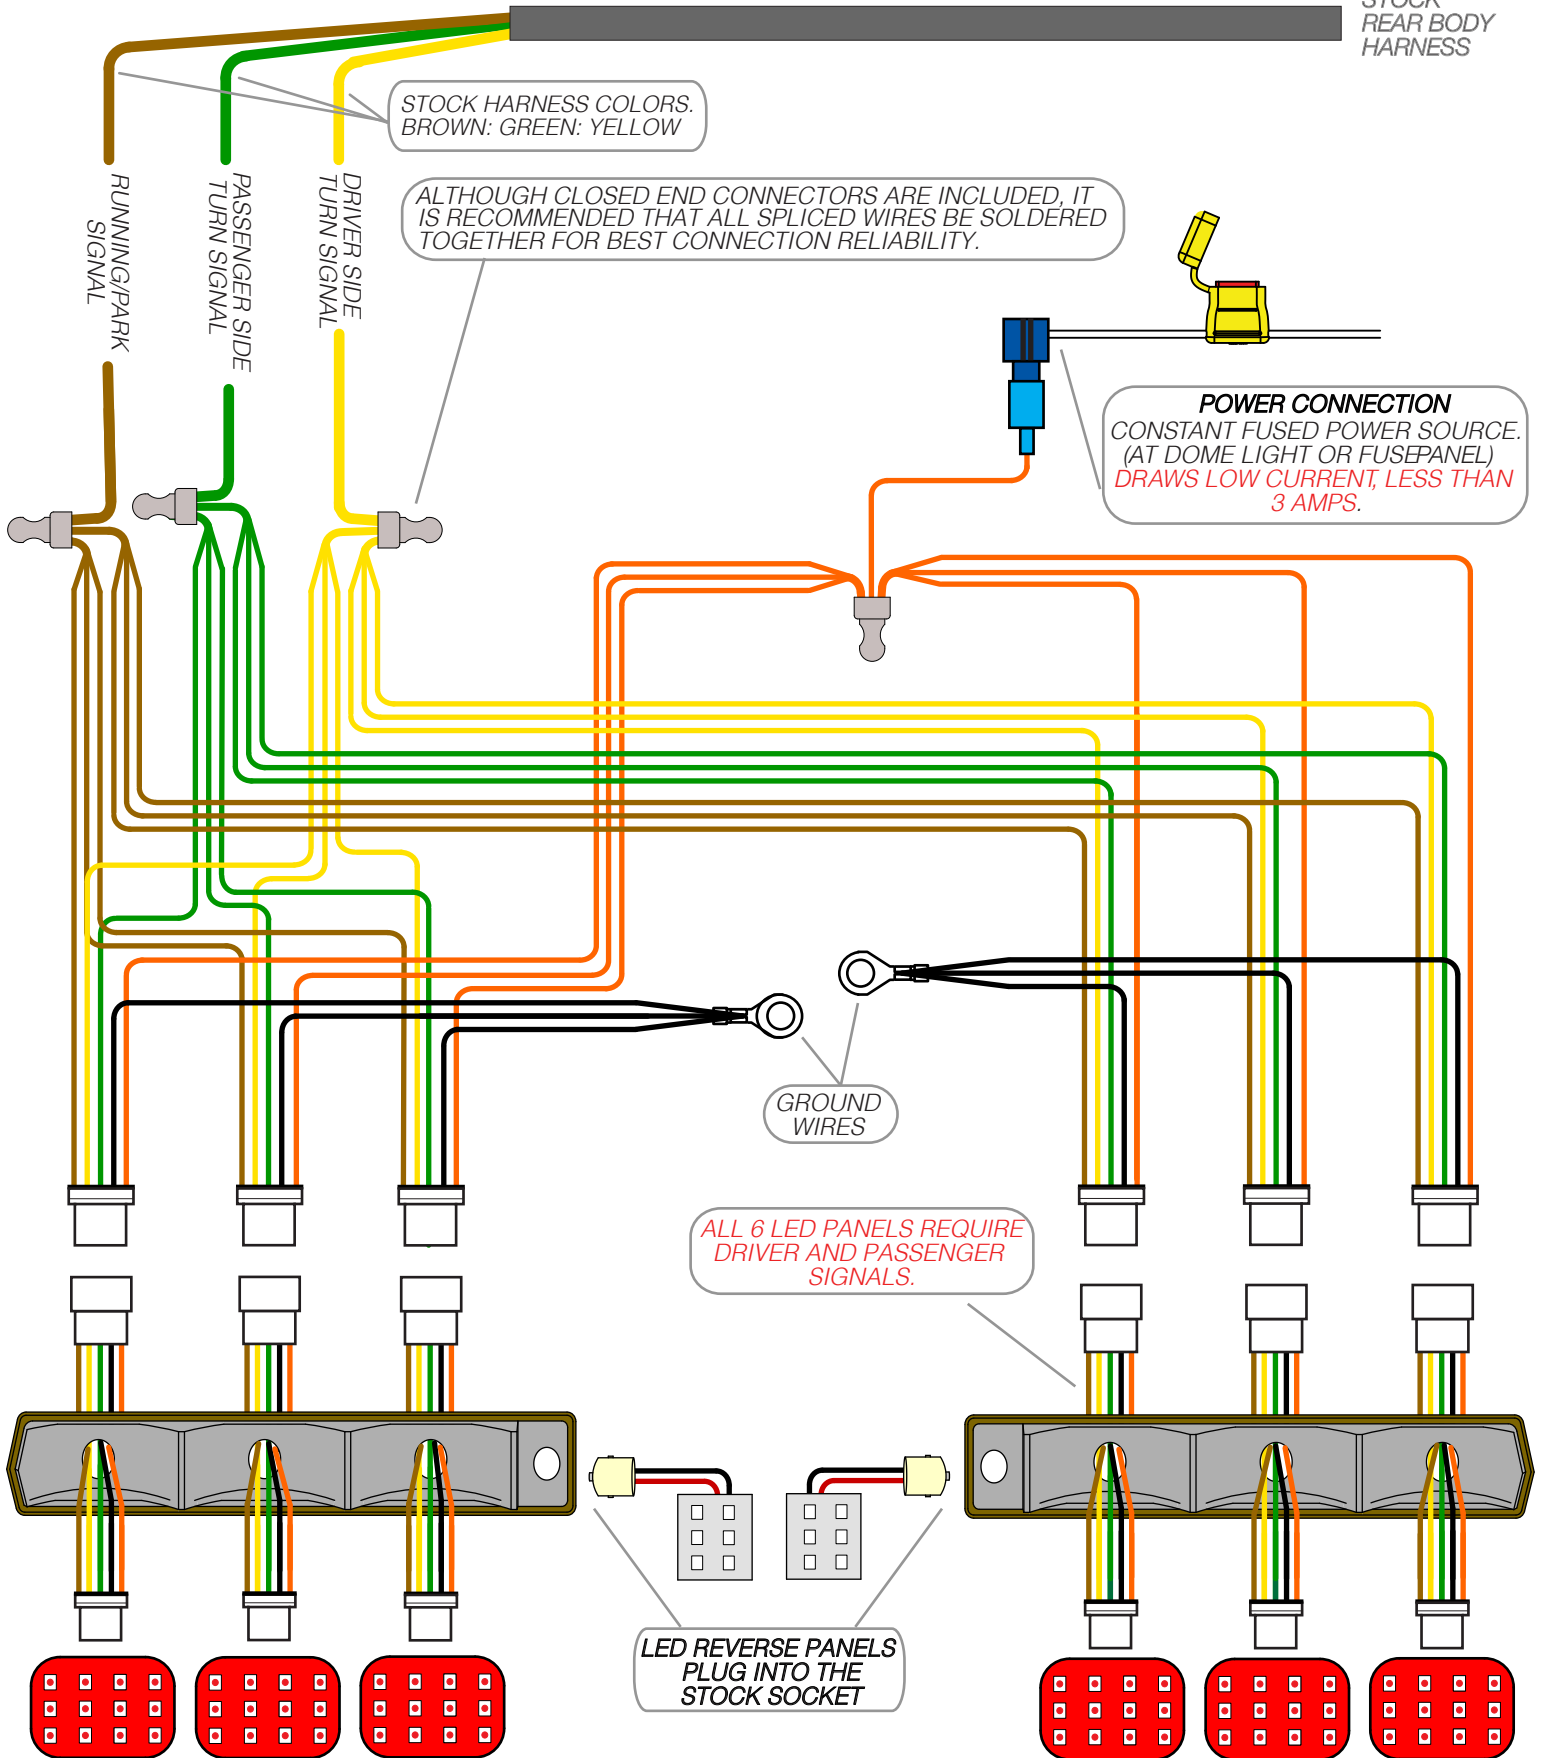 STOCK
REAR BODY
HARNESS
STOCK HARNESS COLORS.
BROWN: GREEN: YELLOW
RUNNING/PARK
SIGNAL
PASSENGER SIDE
TURN SIGNAL
DRIVER SIDE
TURN SIGNAL
ALTHOUGH CLOSED END CONNECTORS ARE INCLUDED, IT
IS RECOMMENDED THAT ALL SPLICED WIRES BE SOLDERED
TOGETHER FOR BEST CONNECTION RELIABILITY.
POWER CONNECTION
CONSTANT FUSED POWER SOURCE.
(AT DOME LIGHT OR FUSEPANEL)
DRAWS LOW CURRENT, LESS THAN
3 AMPS.
GROUND
WIRES
ALL 6 LED PANELS REQUIRE
DRIVER AND PASSENGER
SIGNALS.
LED REVERSE PANELS
PLUG INTO THE
STOCK SOCKET